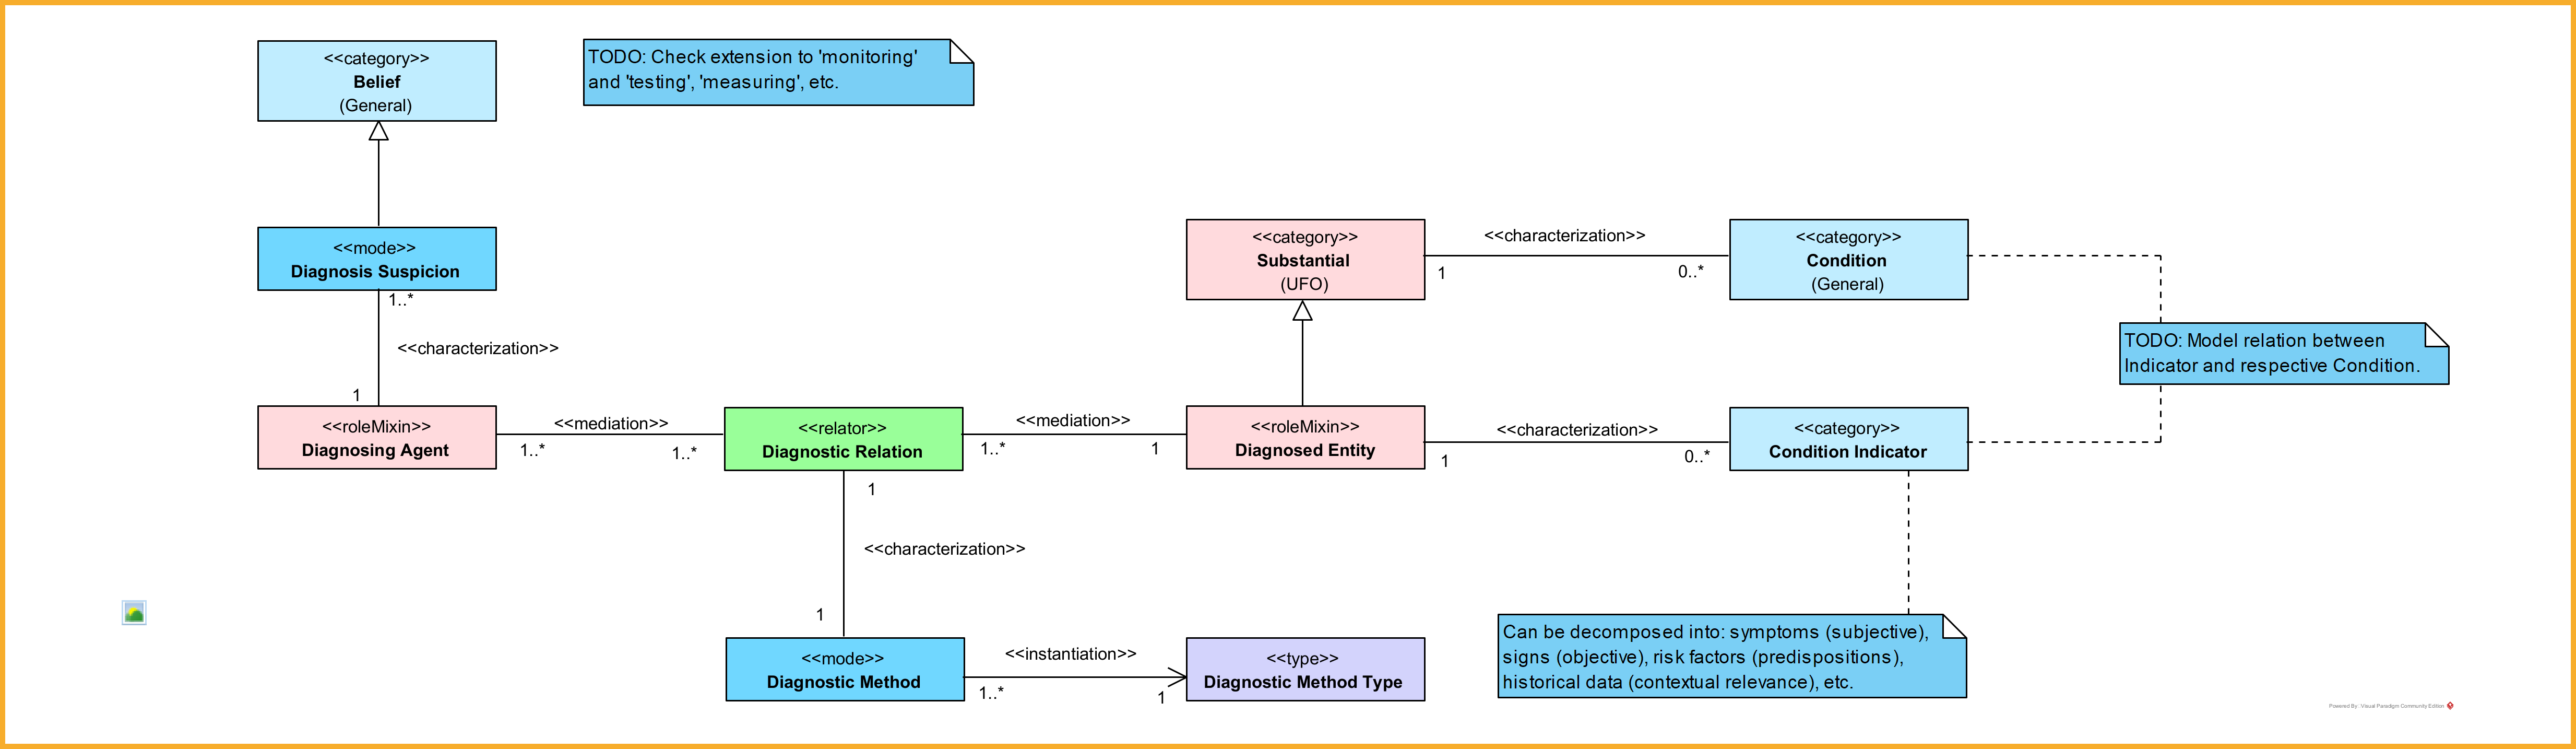 <<category>>
Belief
(General)
TODO: Check extension to 'monitoring'
and 'testing', 'measuring', etc.
<<mode>>
Diagnosis Suspicion
1..*
<<characterization>>
1
<<roleMixin>>
Diagnosing Agent
<<mediation>>
1..*
1..*
<<relator>>
Diagnostic Relation
<<mediation>>
1..*
1
<<category>>
Substantial
(UFO)
<<characterization>>
1
0..*
<<category>>
Condition
(General)
TODO: Model relation between
Indicator and respective Condition.
<<roleMixin>>
Diagnosed Entity
<<characterization>>
1
0..*
<<category>>
Condition Indicator
1
<<characterization>>
1
<<mode>>
Diagnostic Method
<<instantiation>>
1..*
1
<<type>>
Diagnostic Method Type
Can be decomposed into: symptoms (subjective),
signs (objective), risk factors (predispositions),
historical data (contextual relevance), etc.
Powered By Visual Paradigm Community Edition